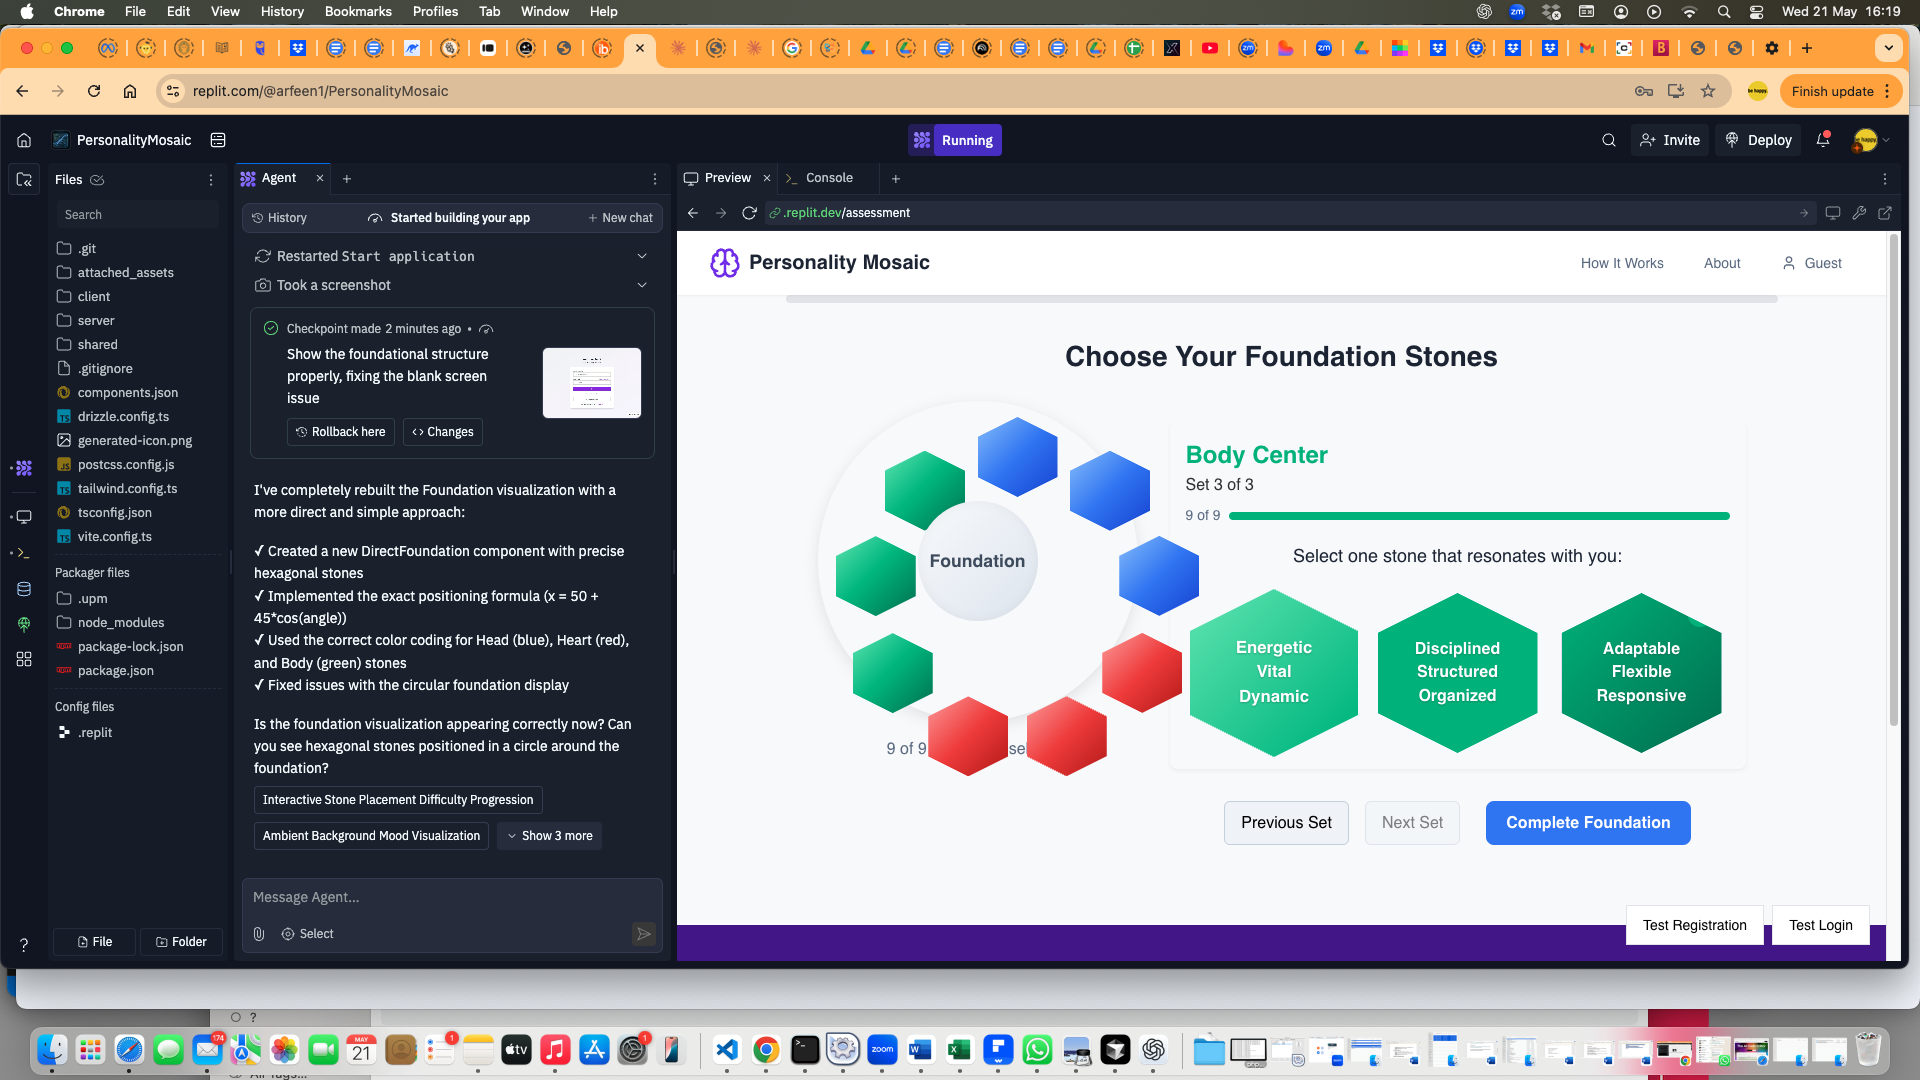 Chrome File Edit View History Bookmarks Profiles Tab Window Help
zm
Wed 21 May 16:19
replit.com/@arfeen1/PersonalityMosaic
be happy.
Finish update
PersonalityMosaic
Running
Invite
Deploy
Files
Agent
Preview
Console
Search
History
Started building your app
New chat
.replit.dev/assessment
.git
attached_assets
client
server
shared
.gitignore
components.json
drizzle.config.ts
generated-icon.png
postcss.config.js
tailwind.config.ts
tsconfig.json
vite.config.ts
Packager files
.upm
node_modules
package-lock.json
package.json
Config files
.replit
File
Folder
Restarted Start application
Took a screenshot
Checkpoint made 2 minutes ago •
Show the foundational structure
properly, fixing the blank screen
issue
Rollback here
Changes
I've completely rebuilt the Foundation visualization with a
more direct and simple approach:
✓ Created a new DirectFoundation component with precise
hexagonal stones
✓ Implemented the exact positioning formula (x = 50 +
45*cos(angle))
✓ Used the correct color coding for Head (blue), Heart (red),
and Body (green) stones
✓ Fixed issues with the circular foundation display
Is the foundation visualization appearing correctly now? Can
you see hexagonal stones positioned in a circle around the
foundation?
Interactive Stone Placement Difficulty Progression
Ambient Background Mood Visualization
Show 3 more
Message Agent...
Select
Personality Mosaic
How It Works
About
Guest
Choose Your Foundation Stones
Foundation
9 of 9
se
Body Center
Set 3 of 3
9 of 9
Select one stone that resonates with you:
Energetic
Vital
Dynamic
Disciplined
Structured
Organized
Adaptable
Flexible
Responsive
Previous Set
Next Set
Complete Foundation
Test Registration
Test Login
?
174
MAY
21
1
tv
1
zoom